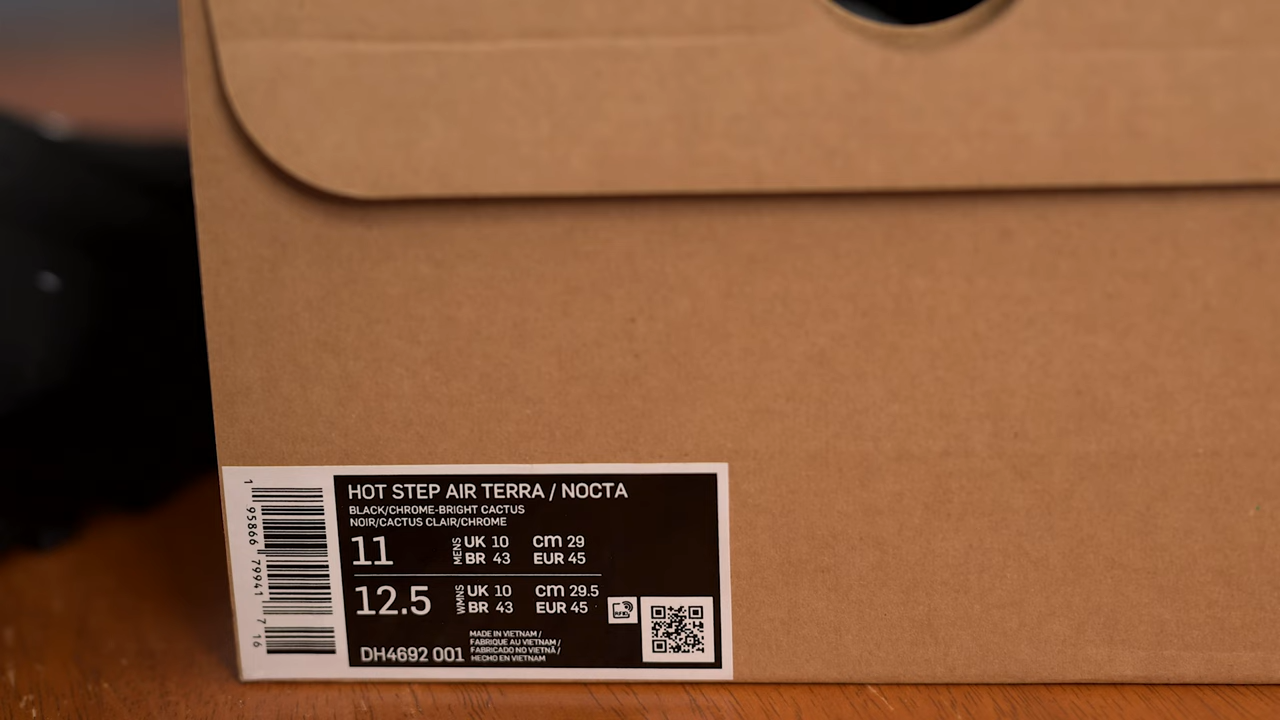 HOT STEP AIR TERRA / NOCTA
BLACK/CHROME-BRIGHT CACTUS
NOIR/CACTUS CLAIR/CHROME
11 MENS UK 10 cm 29
BR 43 EUR 45
12.5 WMNS UK 10 cm 29.5
BR 43 EUR 45
RFID
DH4692 001
MADE IN VIETNAM /
FABRIQUE AU VIETNAM /
FABRICADO NO VIETNÃ /
HECHO EN VIETNAM
1 95866 79941 7 16